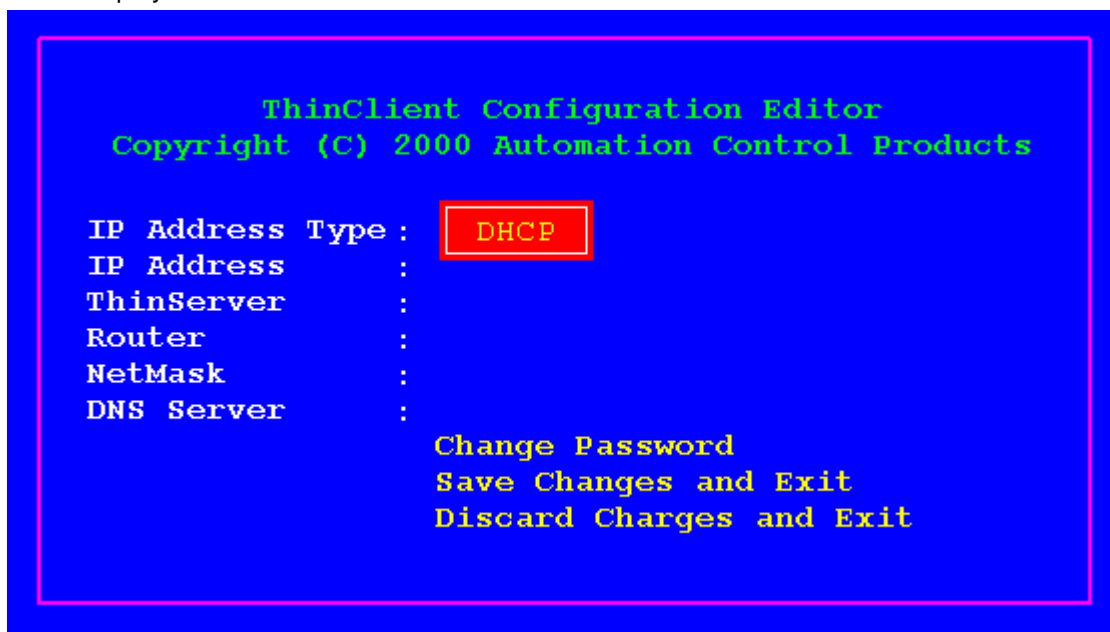 ThinClient Configuration Editor
Copyright (C) 2000 Automation Control Products
IP Address Type: DHCP
IP Address :
ThinServer :
Router :
NetMask :
DNS Server :
Change Password
Save Changes and Exit
Discard Charges and Exit